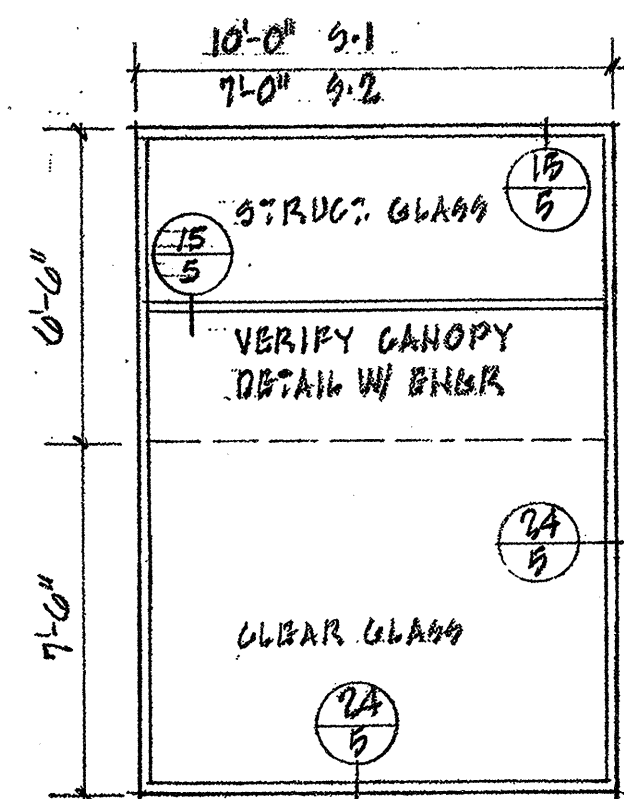 10'-0" S.1
7'-0" S.2
15
5
STRUCT. GLASS
15
5
6'-6"
VERIFY CANOPY
DETAIL W/ ENGR
24
5
7'-6"
CLEAR GLASS
24
5